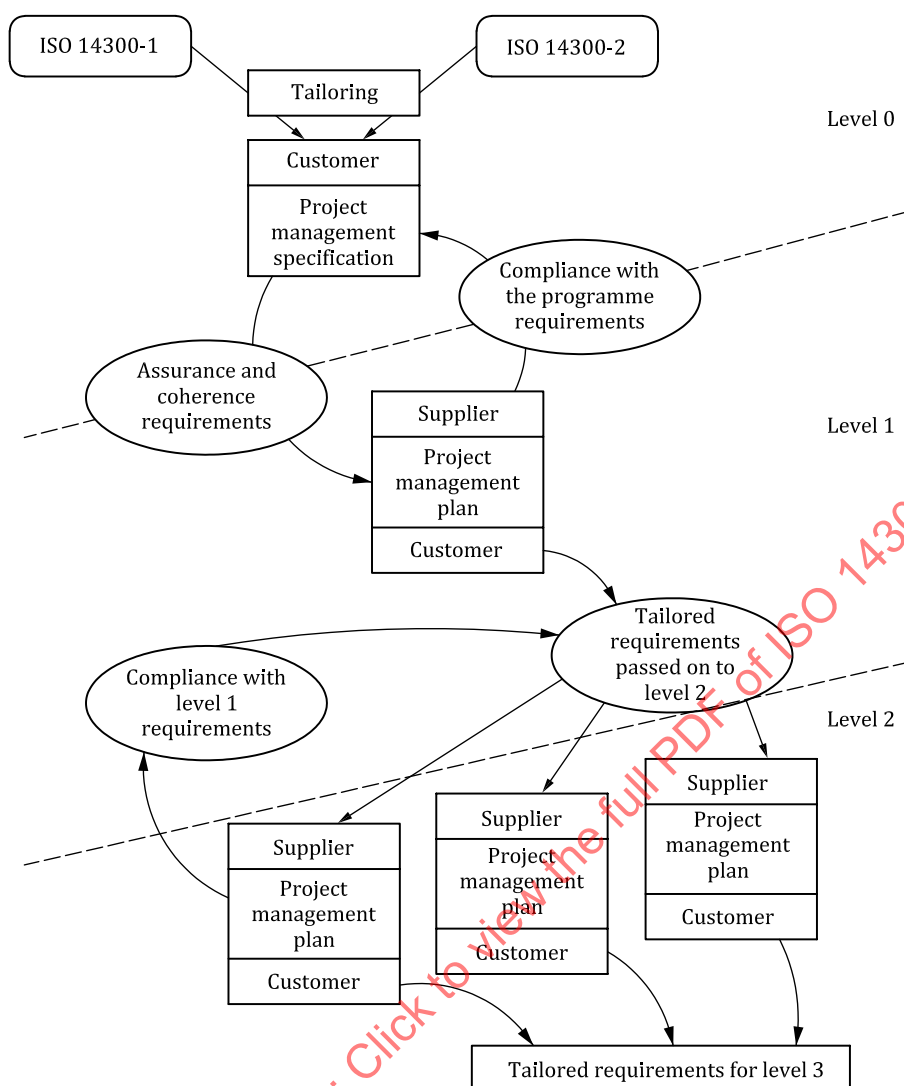 ISO 14300-1
ISO 14300-2
Tailoring
Level 0
Customer
Project
management
specification
Compliance with
the programme
requirements
Assurance and
coherence
requirements
Level 1
Supplier
Project
management
plan
Customer
Tailored
requirements
passed on to
level 2
Compliance with
level 1
requirements
Level 2
Supplier
Project
management
plan
Customer
Supplier
Project
management
plan
Customer
Supplier
Project
management
plan
Customer
Tailored requirements for level 3
: Click to view the full PDF of ISO 1430